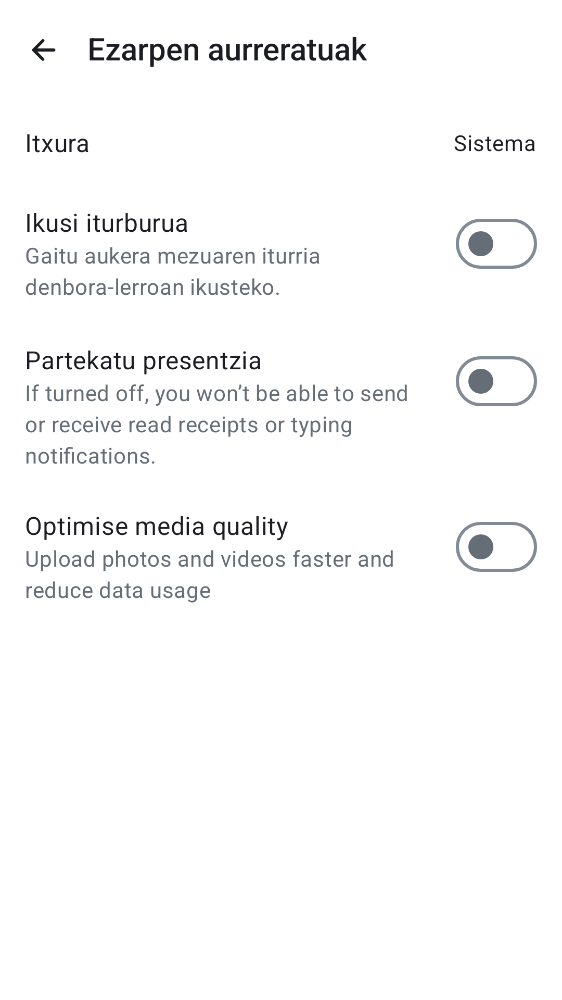 Ezarpen aurreratuak
Itxura
Sistema
Ikusi iturburua
Gaitu aukera mezuaren iturria
denbora-lerroan ikusteko.
Partekatu presentzia
If turned off, you won’t be able to send
or receive read receipts or typing
notifications.
Optimise media quality
Upload photos and videos faster and
reduce data usage